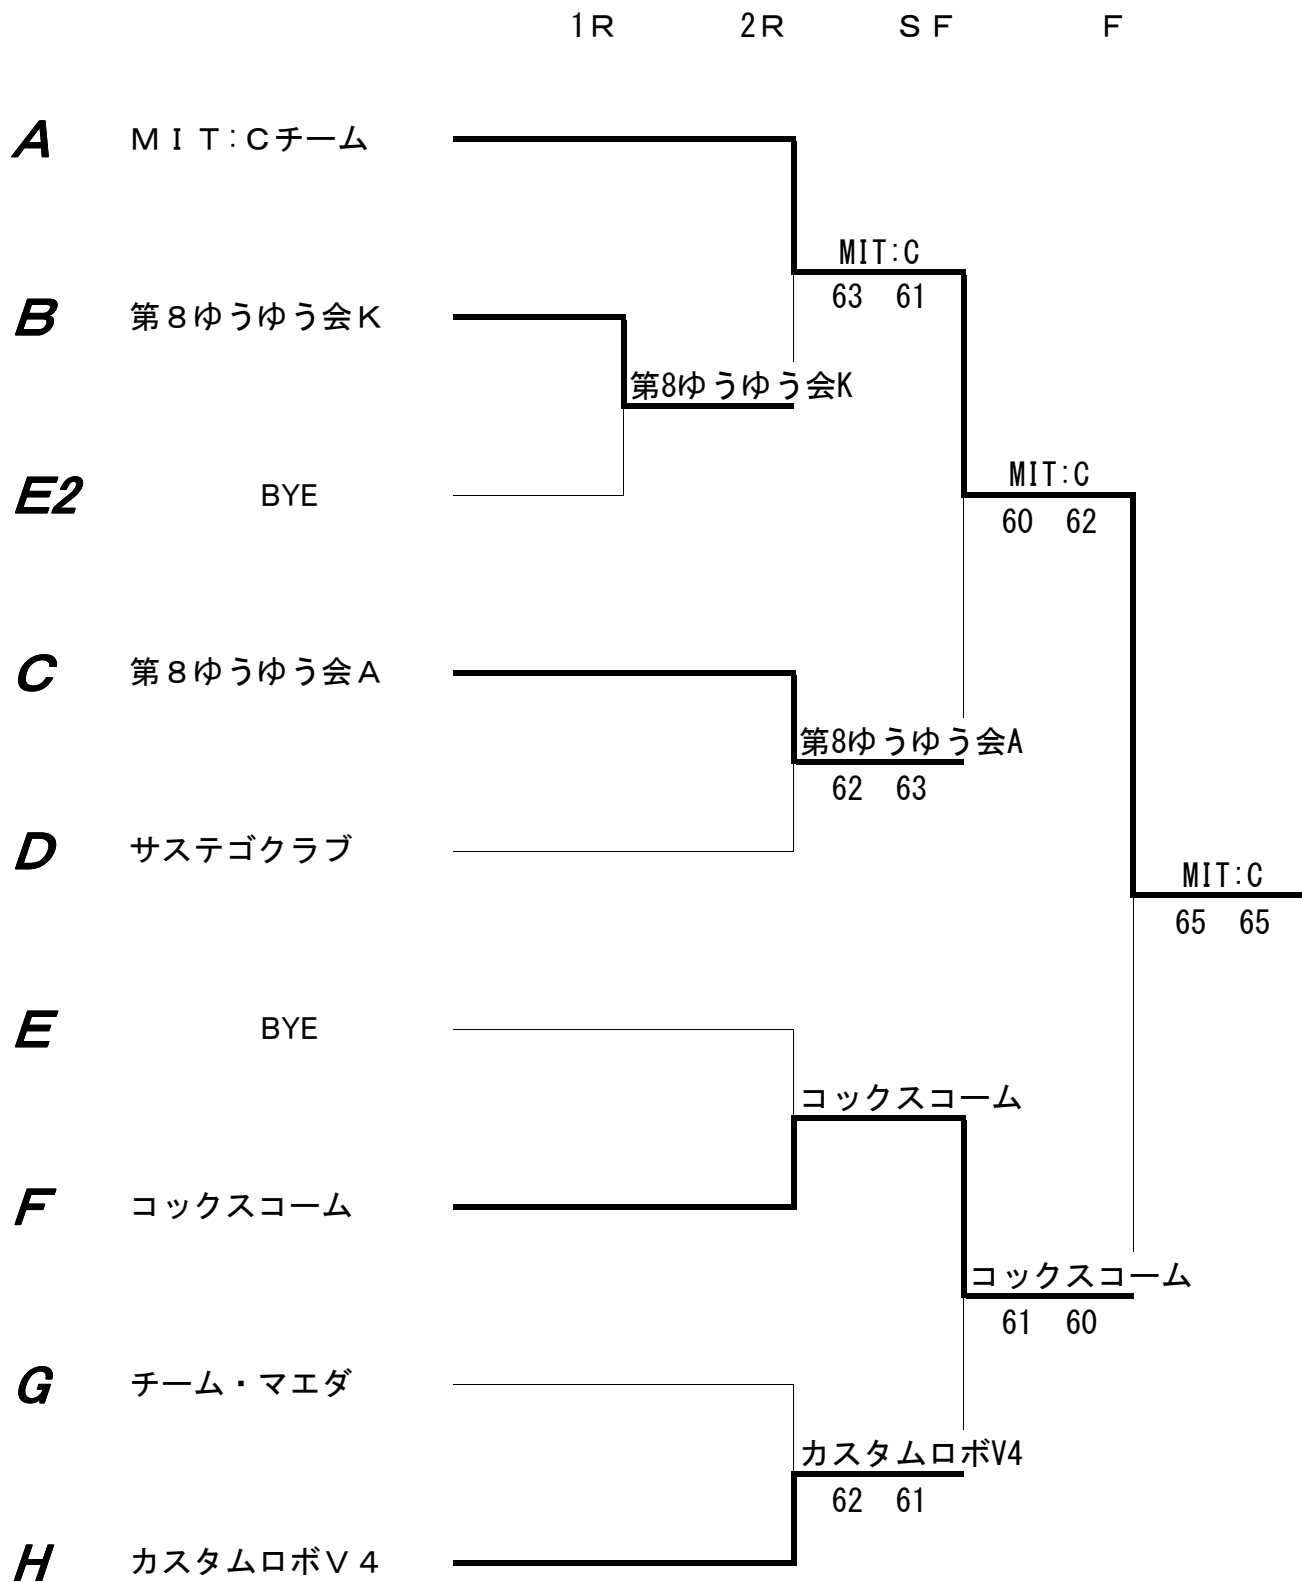 1R 2R SF F
A MIT:Cチーム
MIT:C
63 61
B 第8ゆうゆう会K
第8ゆうゆう会K
MIT:C
E2 BYE
60 62
C 第8ゆうゆう会A
第8ゆうゆう会A
62 63
D サステゴクラブ
MIT:C
65 65
E BYE
コックスコーム
F コックスコーム
コックスコーム
61 60
G チーム・マエダ
カスタムロボV4
62 61
H カスタムロボV4